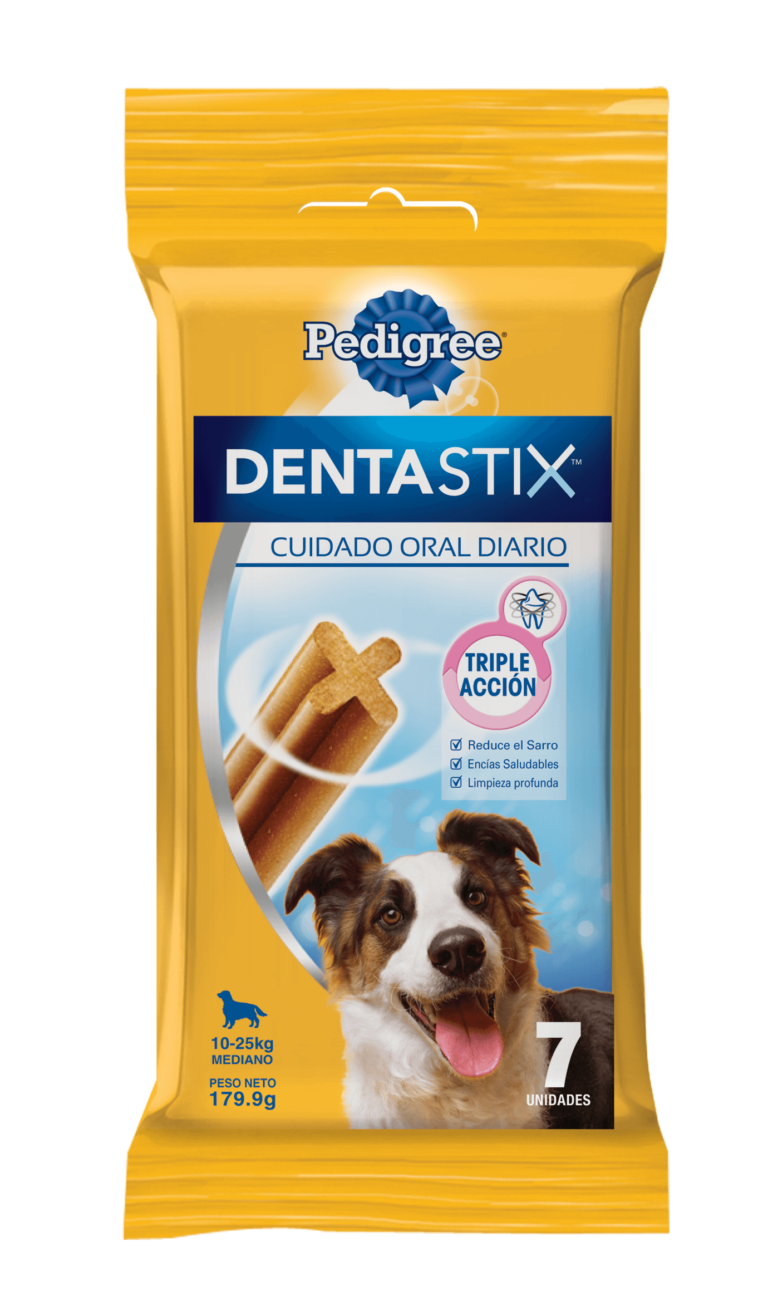 Pedigree®
DENTASTIX™
CUIDADO ORAL DIARIO
TRIPLE
ACCIÓN
Reduce el Sarro
Encías Saludables
Limpieza profunda
10-25kg
MEDIANO
PESO NETO
179.9g
7
UNIDADES